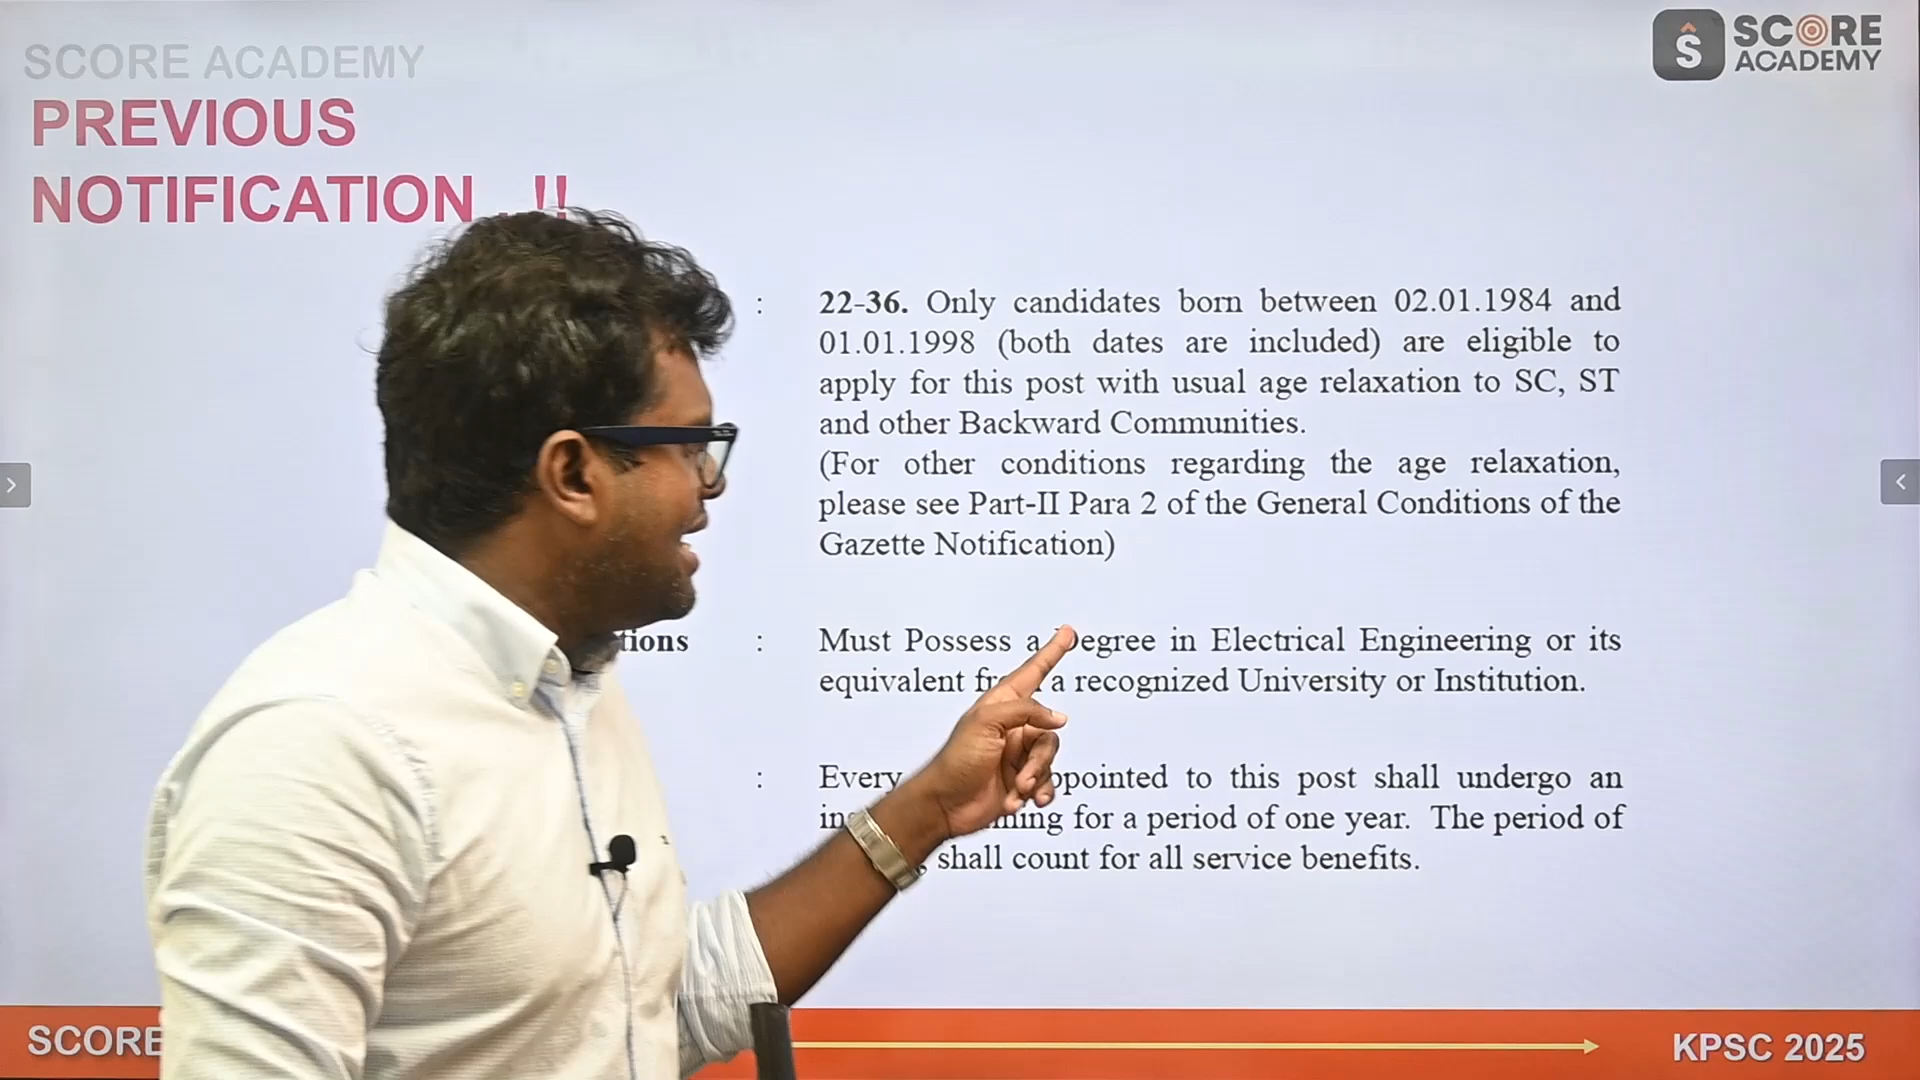 SCORE ACADEMY
SCORE
ACADEMY
PREVIOUS
NOTIFICATION ..!!
: 22-36. Only candidates born between 02.01.1984 and
01.01.1998 (both dates are included) are eligible to
apply for this post with usual age relaxation to SC, ST
and other Backward Communities.
(For other conditions regarding the age relaxation,
please see Part-II Para 2 of the General Conditions of the
Gazette Notification)
: Must Possess a Degree in Electrical Engineering or its
equivalent a recognized University or Institution.
: Every to this post shall undergo an
for a period of one year. The period of
shall count for all service benefits.
SCORE
KPSC 2025